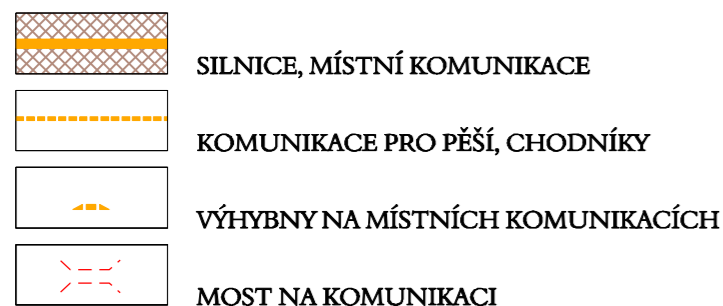 SILNICE, MÍSTNÍ KOMUNIKACE
KOMUNIKACE PRO PĚŠÍ, CHODNÍKY
VÝHYBNY NA MÍSTNÍCH KOMUNIKACÍCH
MOST NA KOMUNIKACI